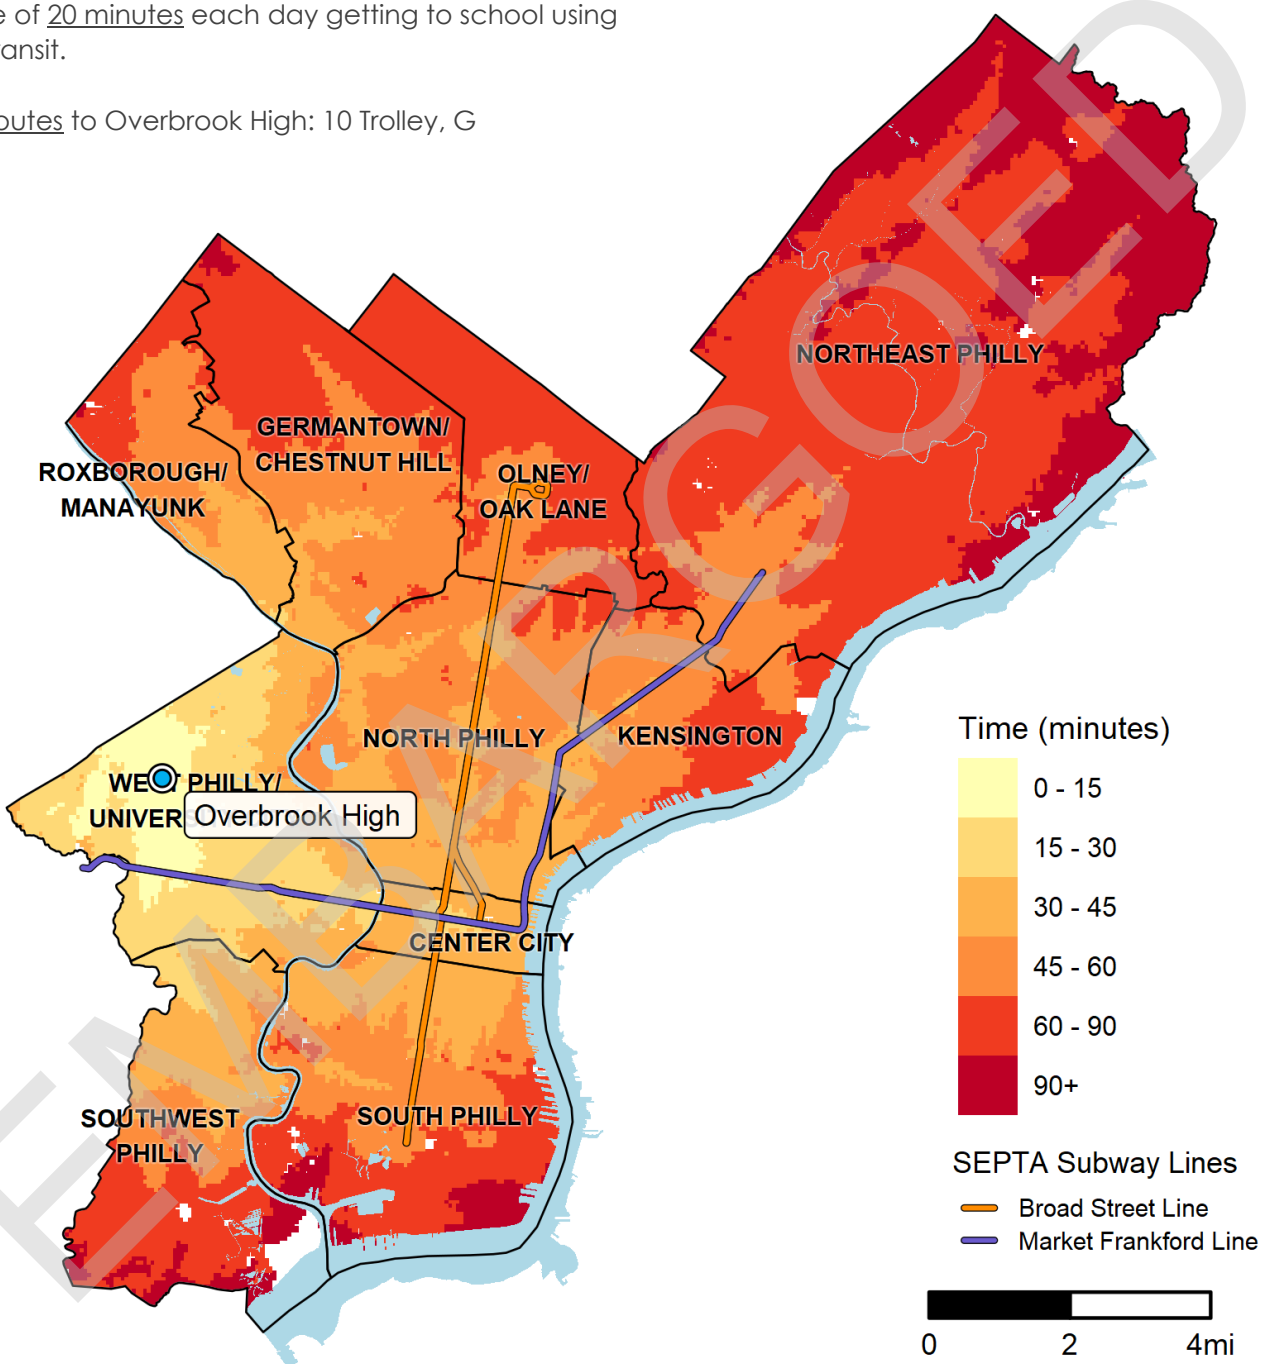 e of 20 minutes each day getting to school using
ansit.
outes to Overbrook High: 10 Trolley, G
NORTHEAST PHILLY
GERMANTOWN/
CHESTNUT HILL
ROXBOROUGH/
MANAYUNK
OLNEY/
OAK LANE
NORTH PHILLY
KENSINGTON
WEST PHILLY/
UNIVERS
Overbrook High
CENTER CITY
SOUTHWEST
PHILLY
SOUTH PHILLY
Time (minutes)
0 - 15
15 - 30
30 - 45
45 - 60
60 - 90
90+
SEPTA Subway Lines
Broad Street Line
Market Frankford Line
0 2 4mi
EMBARGOED